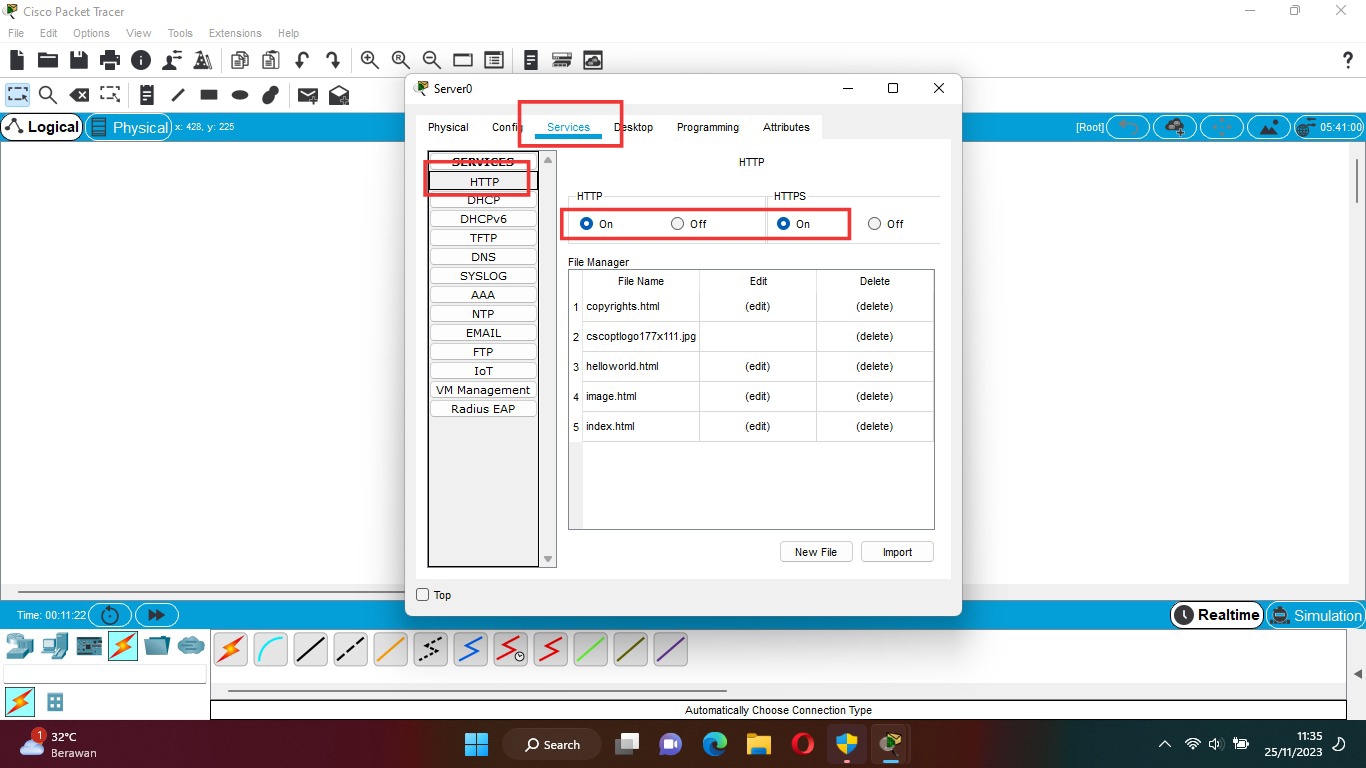 Cisco Packet Tracer
File Edit Options View Tools Extensions Help
Server0
Logical Physical x: 428, y: 225 [Root] 05:41:00
Physical Config Services Desktop Programming Attributes
SERVICES
HTTP
DHCP
DHCPv6
TFTP
DNS
SYSLOG
AAA
NTP
EMAIL
FTP
IoT
VM Management
Radius EAP
HTTP
HTTP HTTPS
On Off On Off
File Manager
File Name Edit Delete
1 copyrights.html (edit) (delete)
2 cscoptlogo177x111.jpg (delete)
3 helloworld.html (edit) (delete)
4 image.html (edit) (delete)
5 index.html (edit) (delete)
New File Import
Top
Time: 00:11:22 Realtime Simulation
Automatically Choose Connection Type
1 32°C
Berawan
Search
11:35
25/11/2023